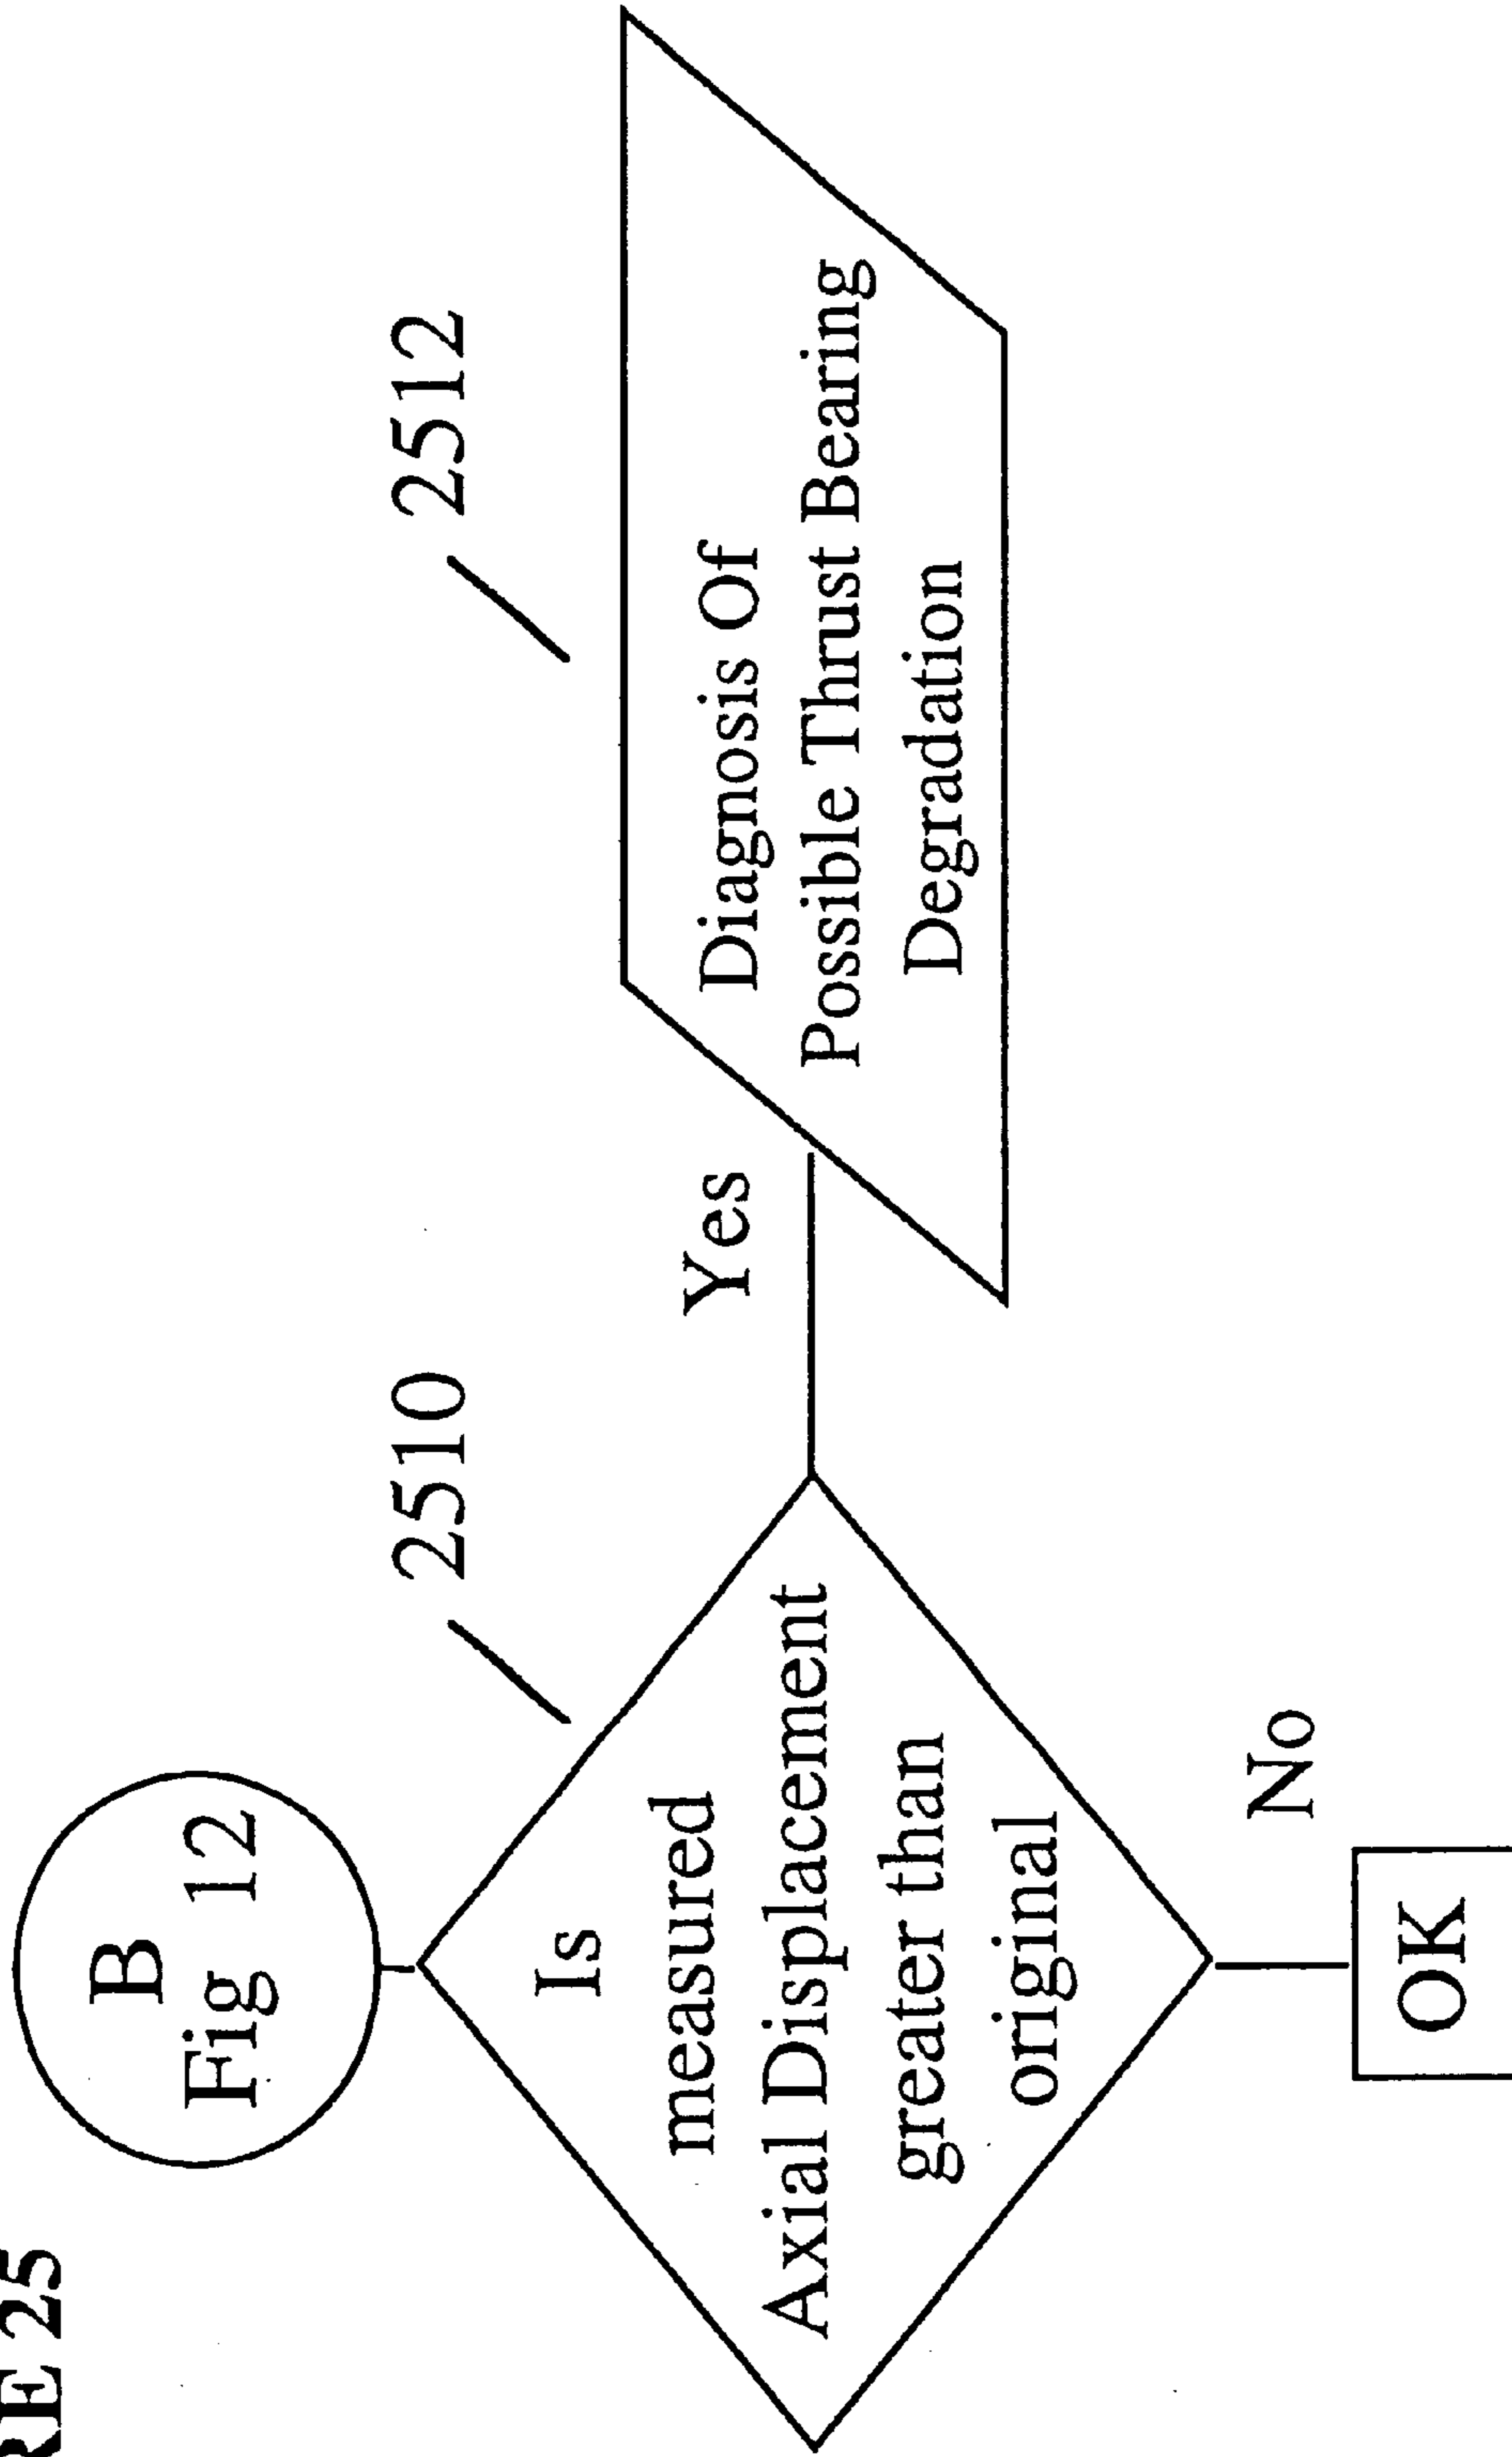 RE 25
B
Fig 12
2510
Is
measured
Axial Displacement
greater than
original
Yes
2512
Diagnosis Of
Possible Thrust Bearing
Degradation
No
OK